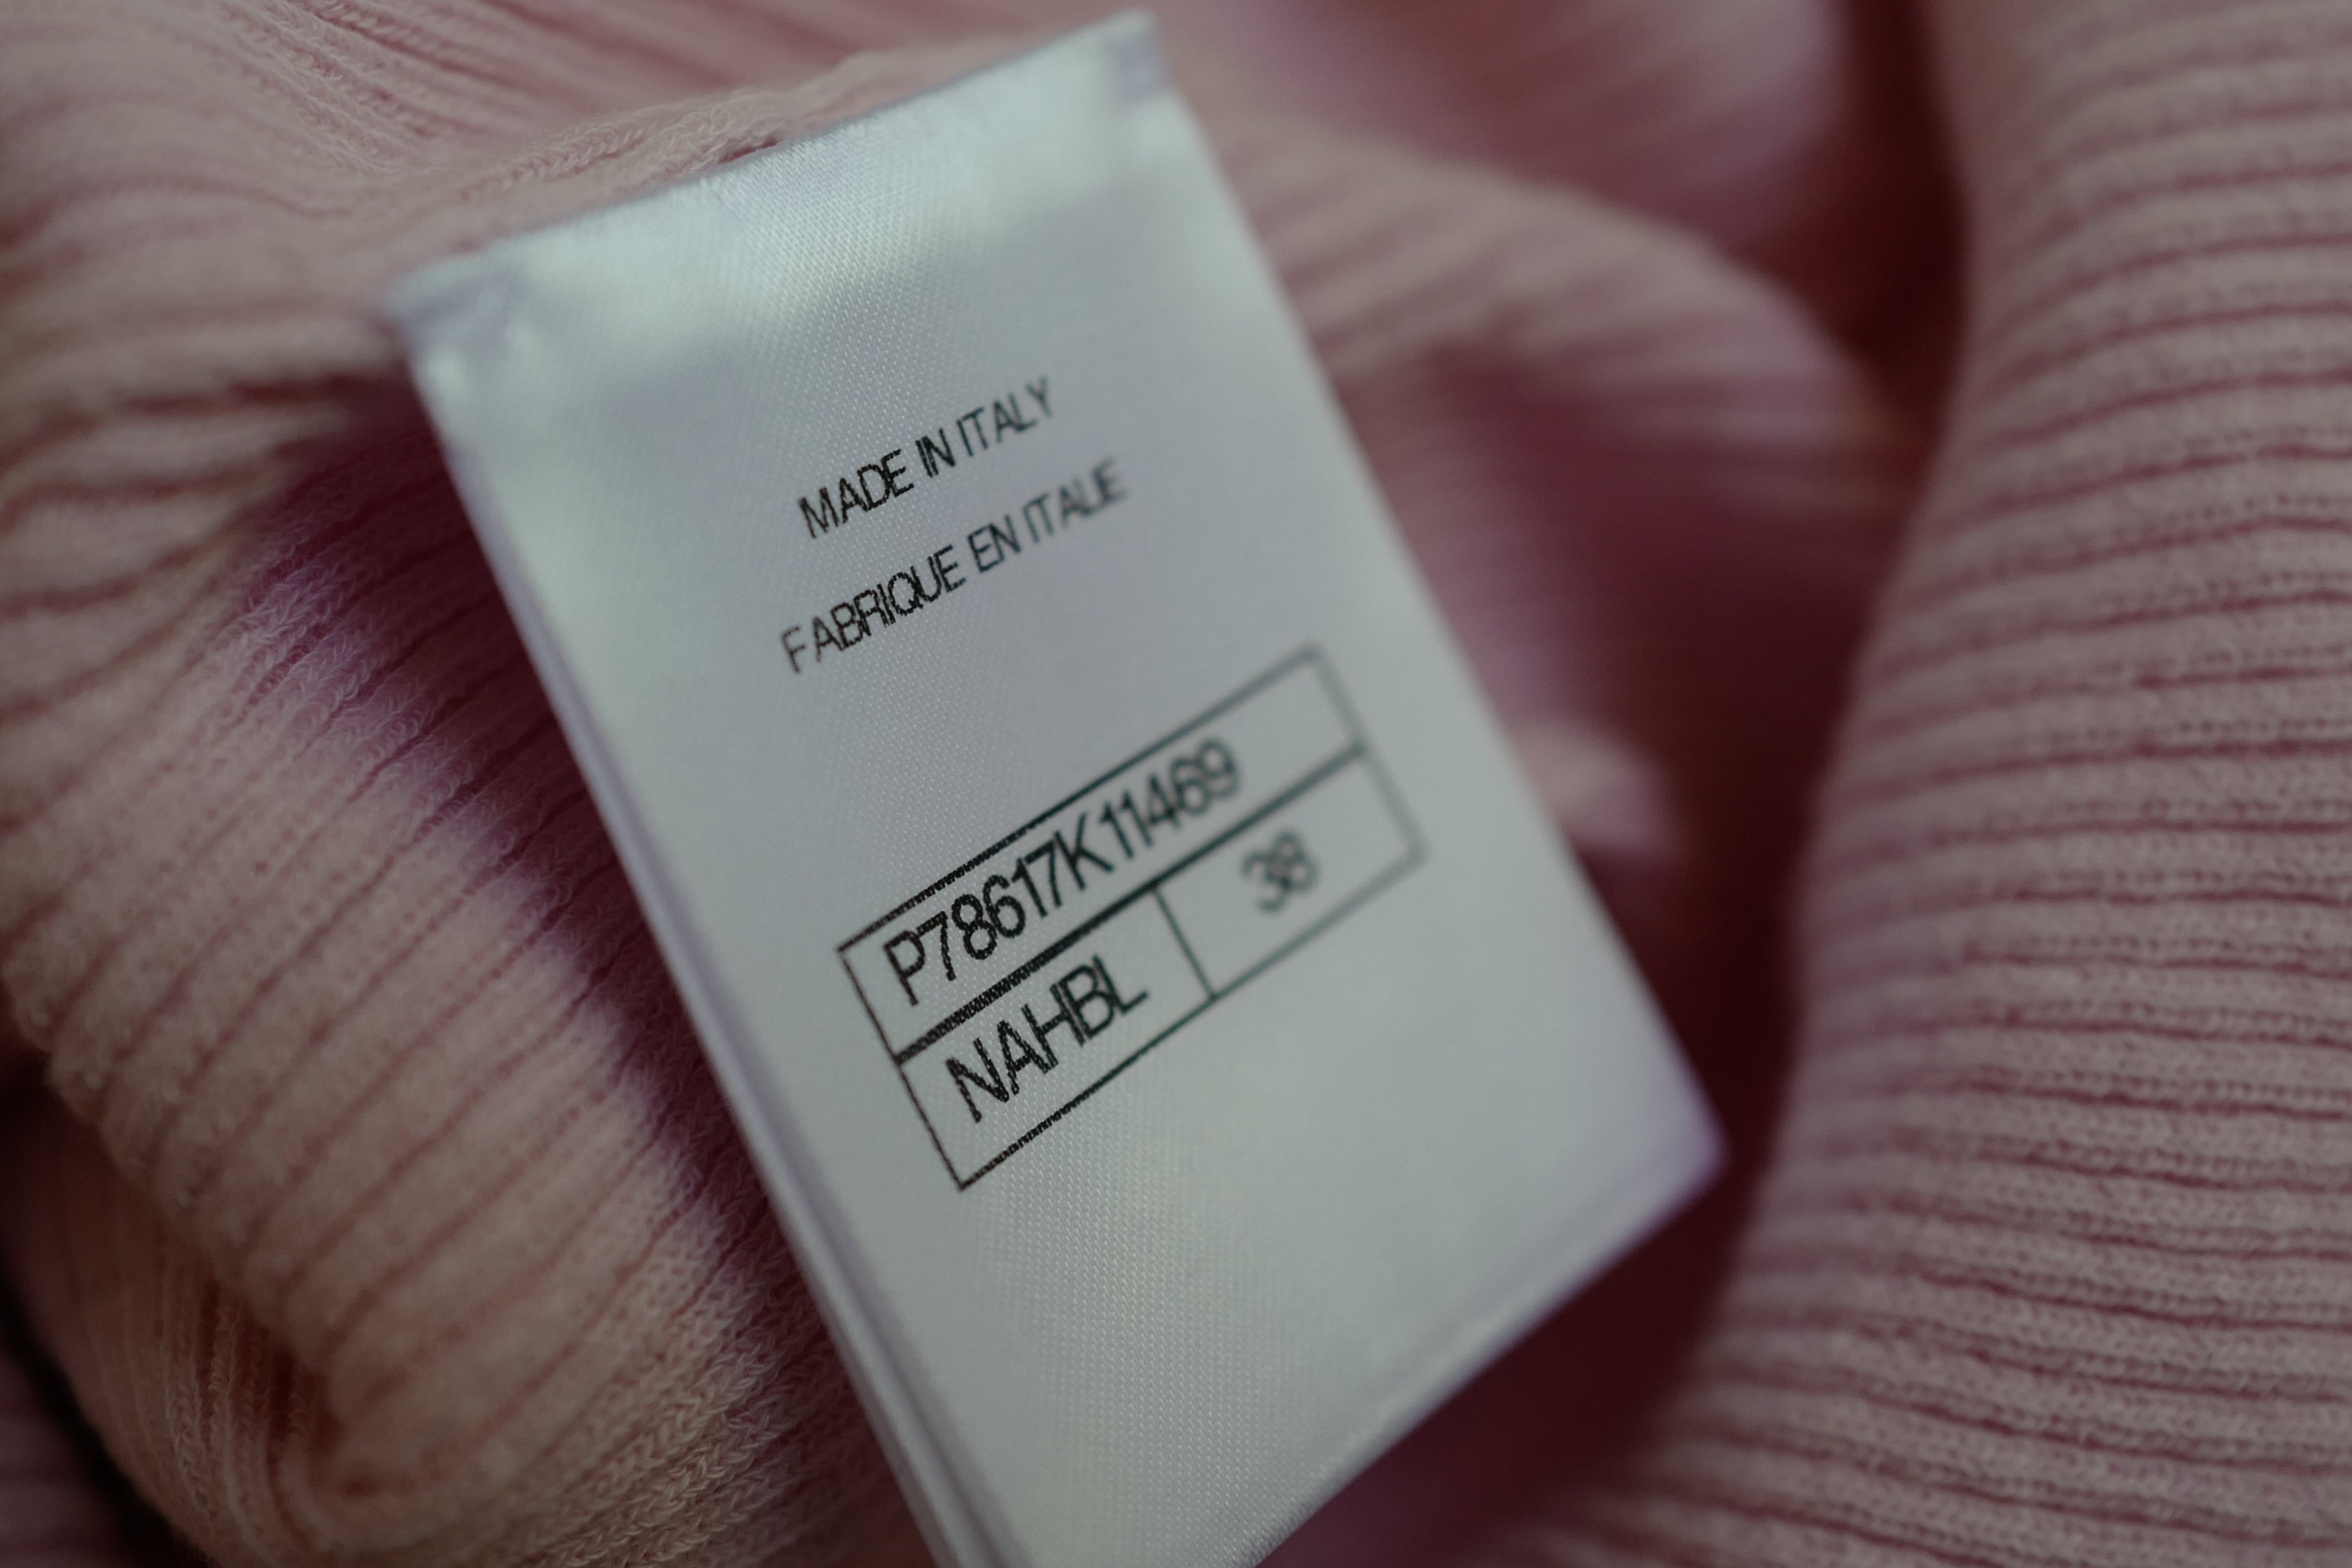 MADE IN ITALY
FABRIQUE EN ITALIE
P78617K11469
NAHBL 38